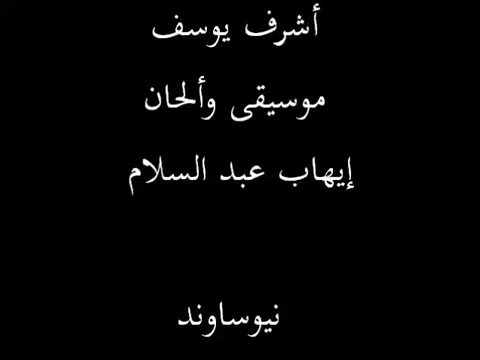 أشرف يوسف
موسيقى وألحان
إيهاب عبد السلام
نيوساوند